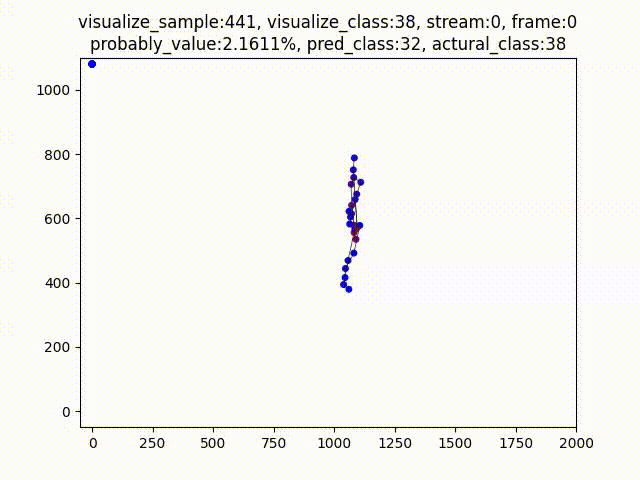 visualize_sample:441, visualize_class:38, stream:0, frame:0
probably_value:2.1611%, pred_class:32, actural_class:38
1000
800
600
400
200
0
0 250 500 750 1000 1250 1500 1750 2000